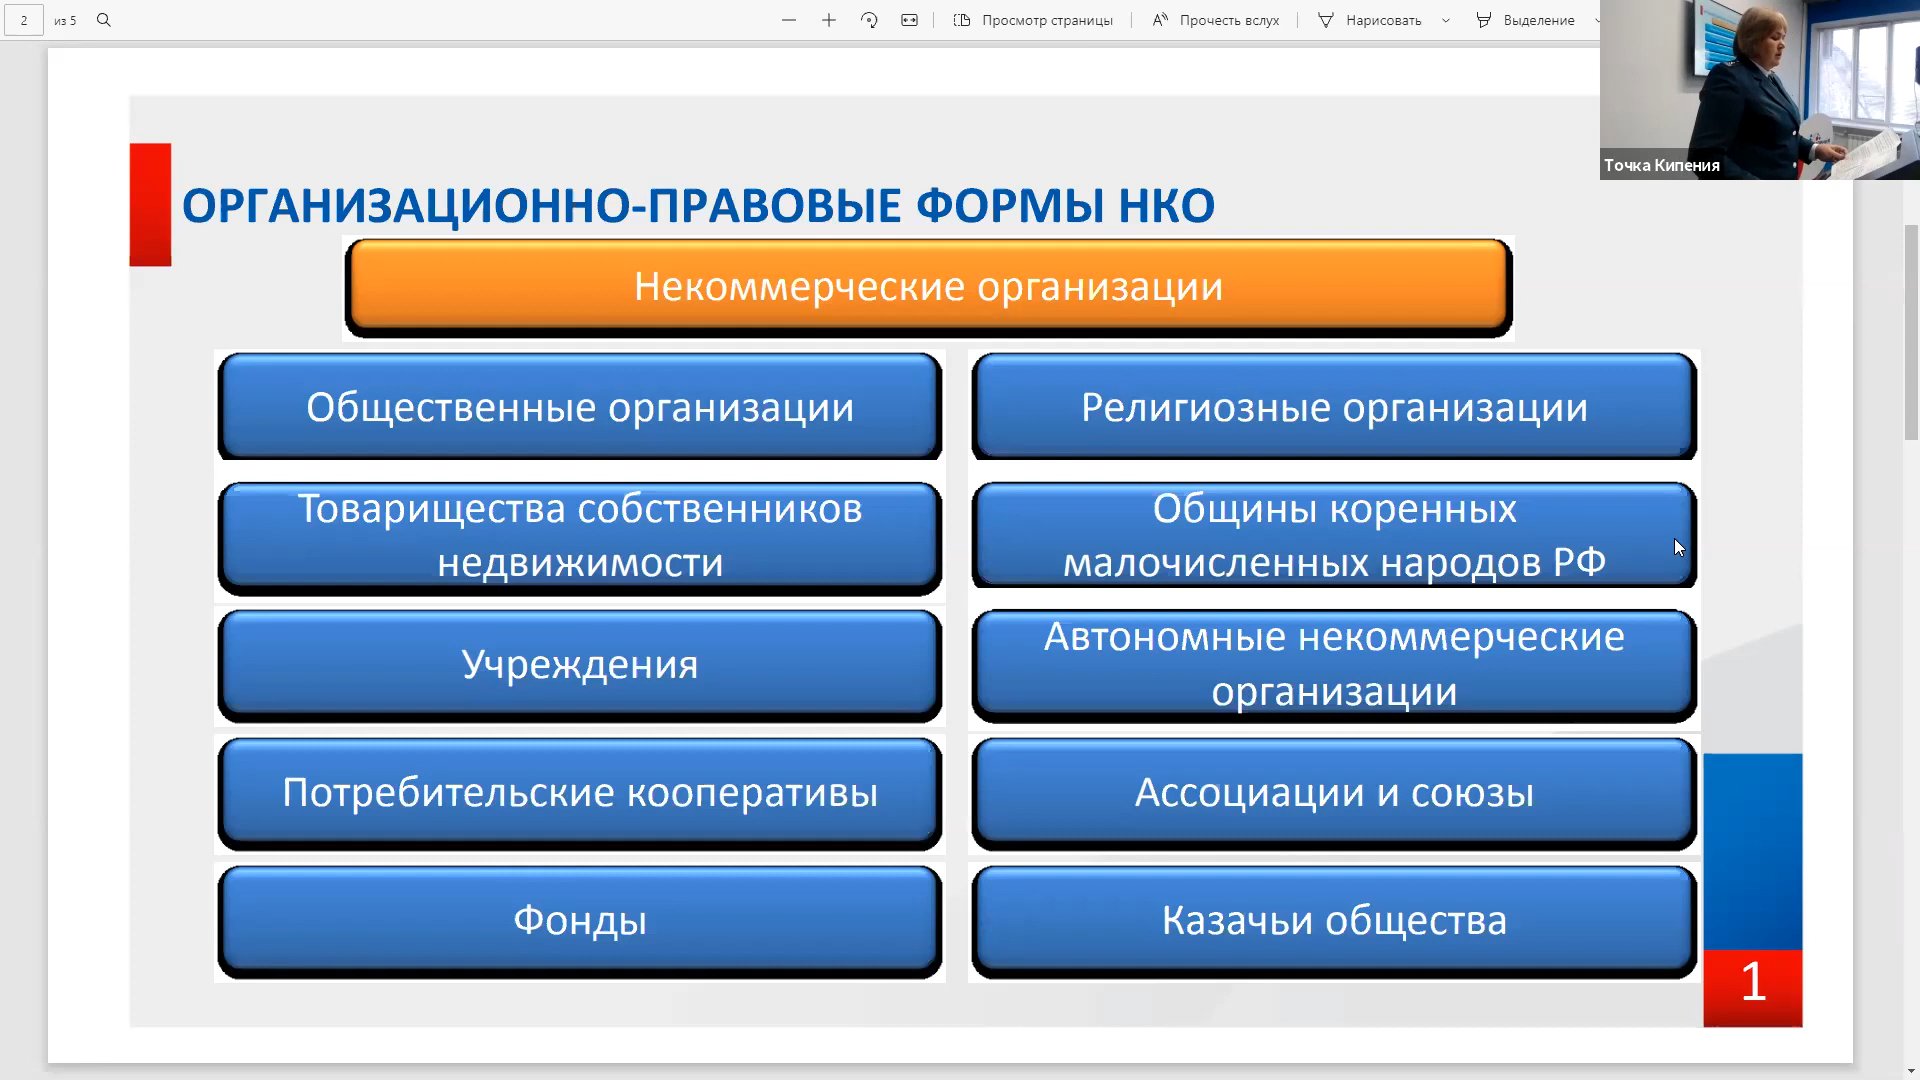 2 из 5 Просмотр страницы Прочесть вслух Нарисовать Выделение
Точка Кипения
ОРГАНИЗАЦИОННО-ПРАВОВЫЕ ФОРМЫ НКО
Некоммерческие организации
Общественные организации
Религиозные организации
Товарищества собственников
недвижимости
Общины коренных
малочисленных народов РФ
Учреждения
Автономные некоммерческие
организации
Потребительские кооперативы
Ассоциации и союзы
Фонды
Казачьи общества
1